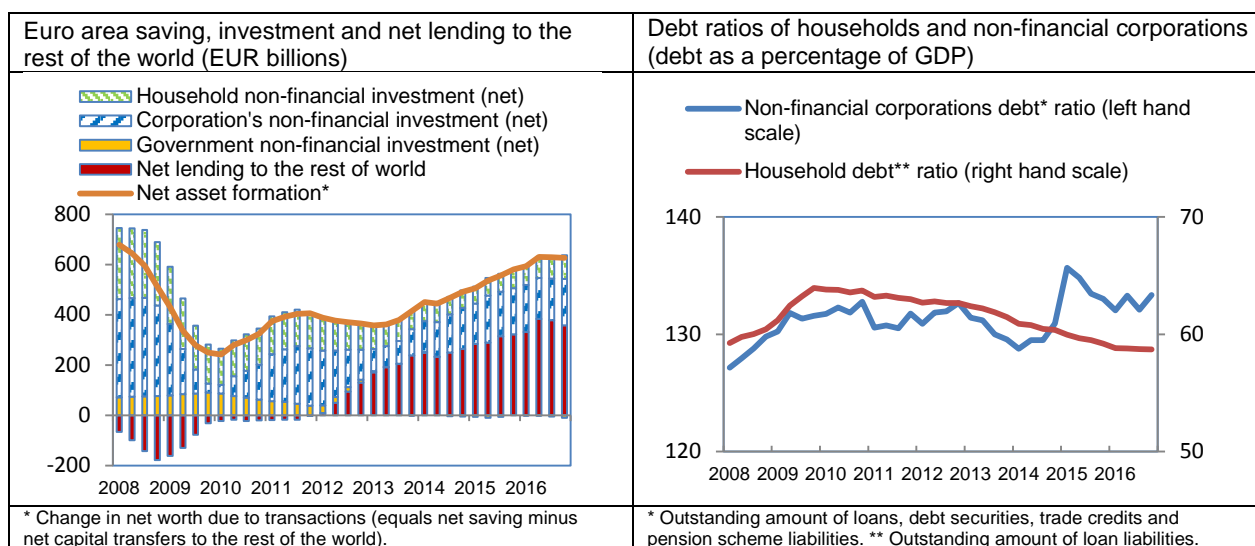 Euro area saving, investment and net lending to the
rest of the world (EUR billions)
Household non-financial investment (net)
Corporation's non-financial investment (net)
Government non-financial investment (net)
Net lending to the rest of world
Net asset formation*
800
600
400
200
0
-200
2008 2009 2010 2011 2012 2013 2014 2015 2016
* Change in net worth due to transactions (equals net saving minus
net capital transfers to the rest of the world).
Debt ratios of households and non-financial corporations
(debt as a percentage of GDP)
Non-financial corporations debt* ratio (left hand
scale)
Household debt** ratio (right hand scale)
140
130
120
70
60
50
2008 2009 2010 2011 2012 2013 2014 2015 2016
* Outstanding amount of loans, debt securities, trade credits and
pension scheme liabilities. ** Outstanding amount of loan liabilities.